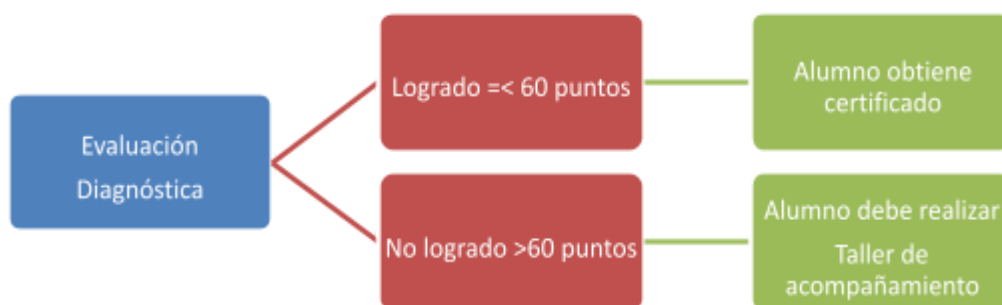 Evaluación
Diagnóstica
Logrado =< 60 puntos
Alumno obtiene
certificado
No logrado >60 puntos
Alumno debe realizar
Taller de
acompañamiento